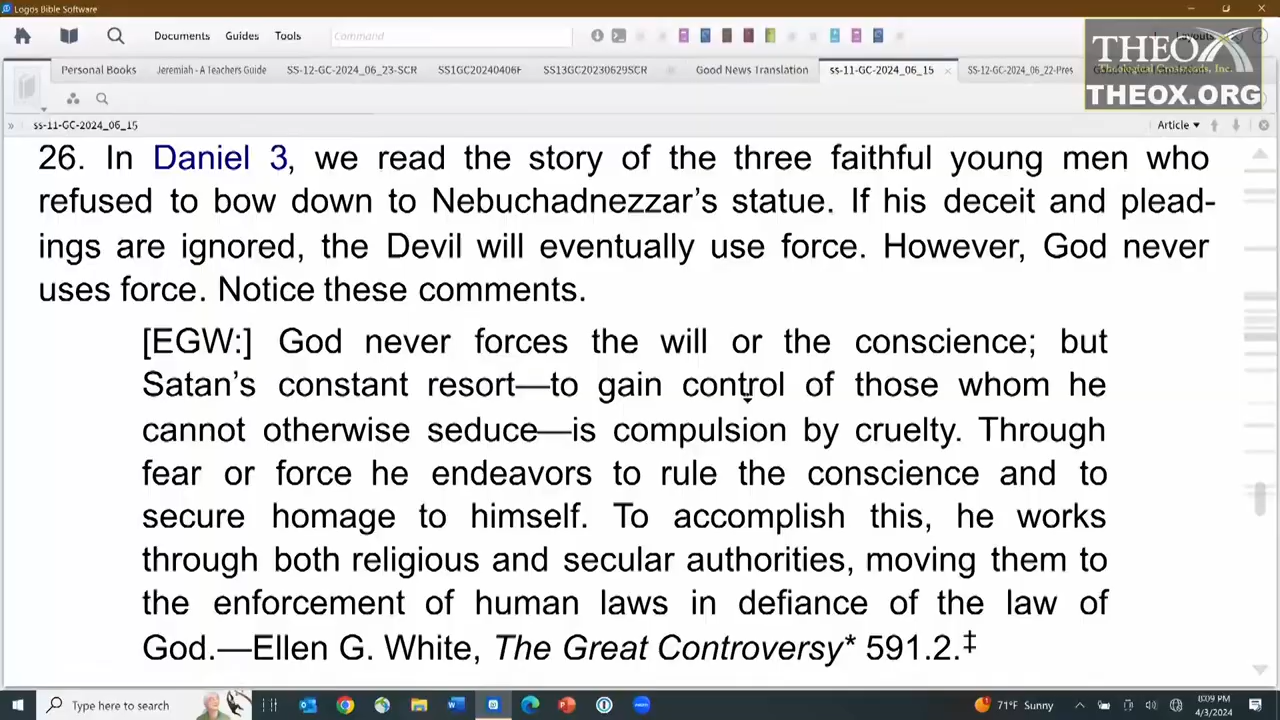 Logos Bible Software
Documents Guides Tools Command
THEOX
Theological Crossroads, Inc.
THEOX.ORG
Personal Books Jeremiah - A Teachers Guide SS-12-GC-2024_06_23-SCR SS13GC20230629SCR Good News Translation ss-11-GC-2024_06_15 SS-12-GC-2024_06_22-Pres
ss-11-GC-2024_06_15 Article
26. In Daniel 3, we read the story of the three faithful young men who
refused to bow down to Nebuchadnezzar's statue. If his deceit and plead-
ings are ignored, the Devil will eventually use force. However, God never
uses force. Notice these comments.
[EGW:] God never forces the will or the conscience; but
Satan's constant resort—to gain control of those whom he
cannot otherwise seduce—is compulsion by cruelty. Through
fear or force he endeavors to rule the conscience and to
secure homage to himself. To accomplish this, he works
through both religious and secular authorities, moving them to
the enforcement of human laws in defiance of the law of
God.—Ellen G. White, The Great Controversy* 591.2.‡
Type here to search 71°F Sunny 8:09 PM
4/3/2024